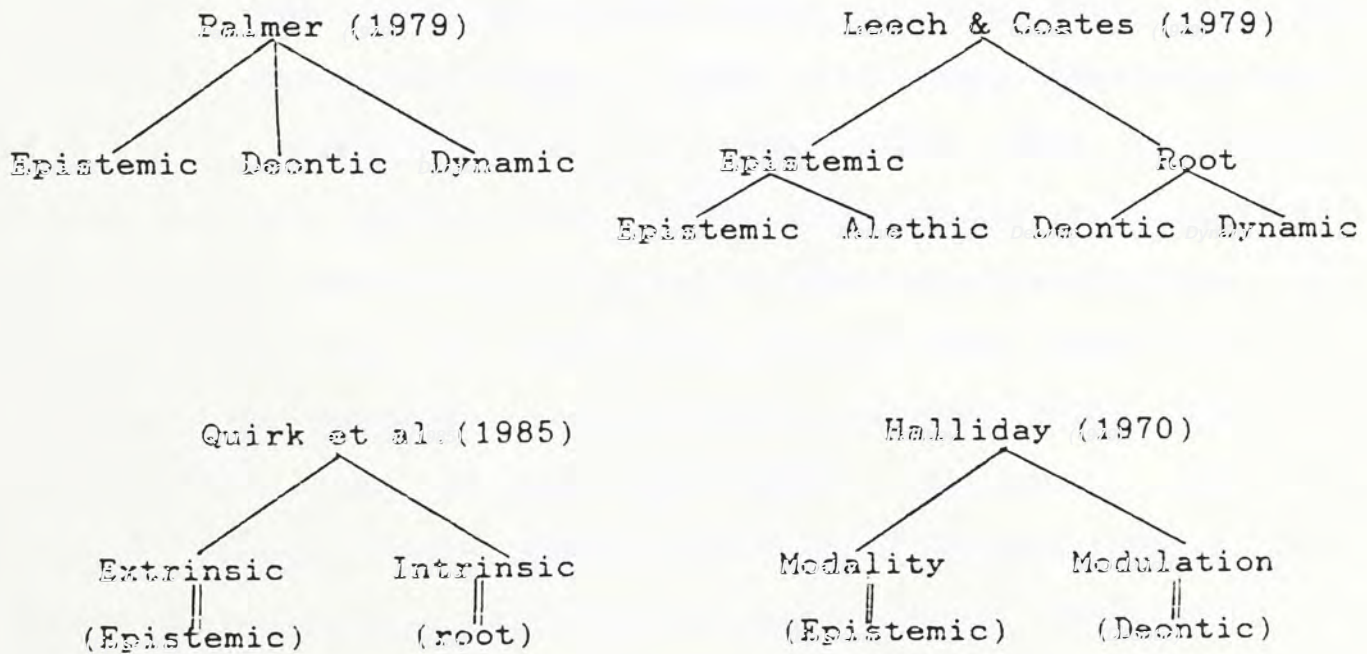 Palmer (1979)
Epistemic Deontic Dynamic
Leech & Coates (1979)
Epistemic Root
Epistemic Alethic Deontic Dynamic
Quirk et al.(1985)
Extrinsic Intrinsic
(Epistemic) (root)
Halliday (1970)
Modality Modulation
(Epistemic) (Deontic)